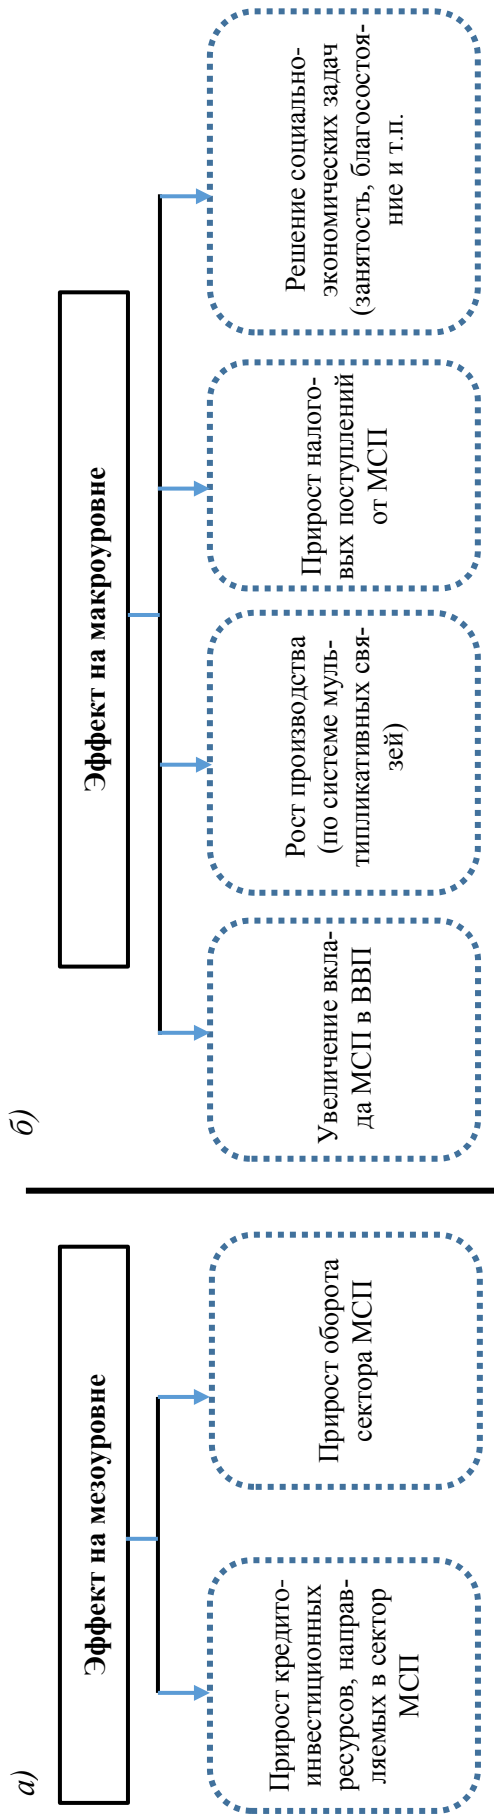 а)
Эффект на мезоуровне
Прирост кредитно-
инвестиционных
ресурсов, направ-
ляемых в сектор
МСП
Прирост оборота
сектора МСП
б)
Эффект на макроуровне
Увеличение вкла-
да МСП в ВВП
Рост производства
(по системе муль-
типликативных свя-
зей)
Прирост налого-
вых поступлений
от МСП
Решение социально-
экономических задач
(занятость, благосостоя-
ние и т.п.